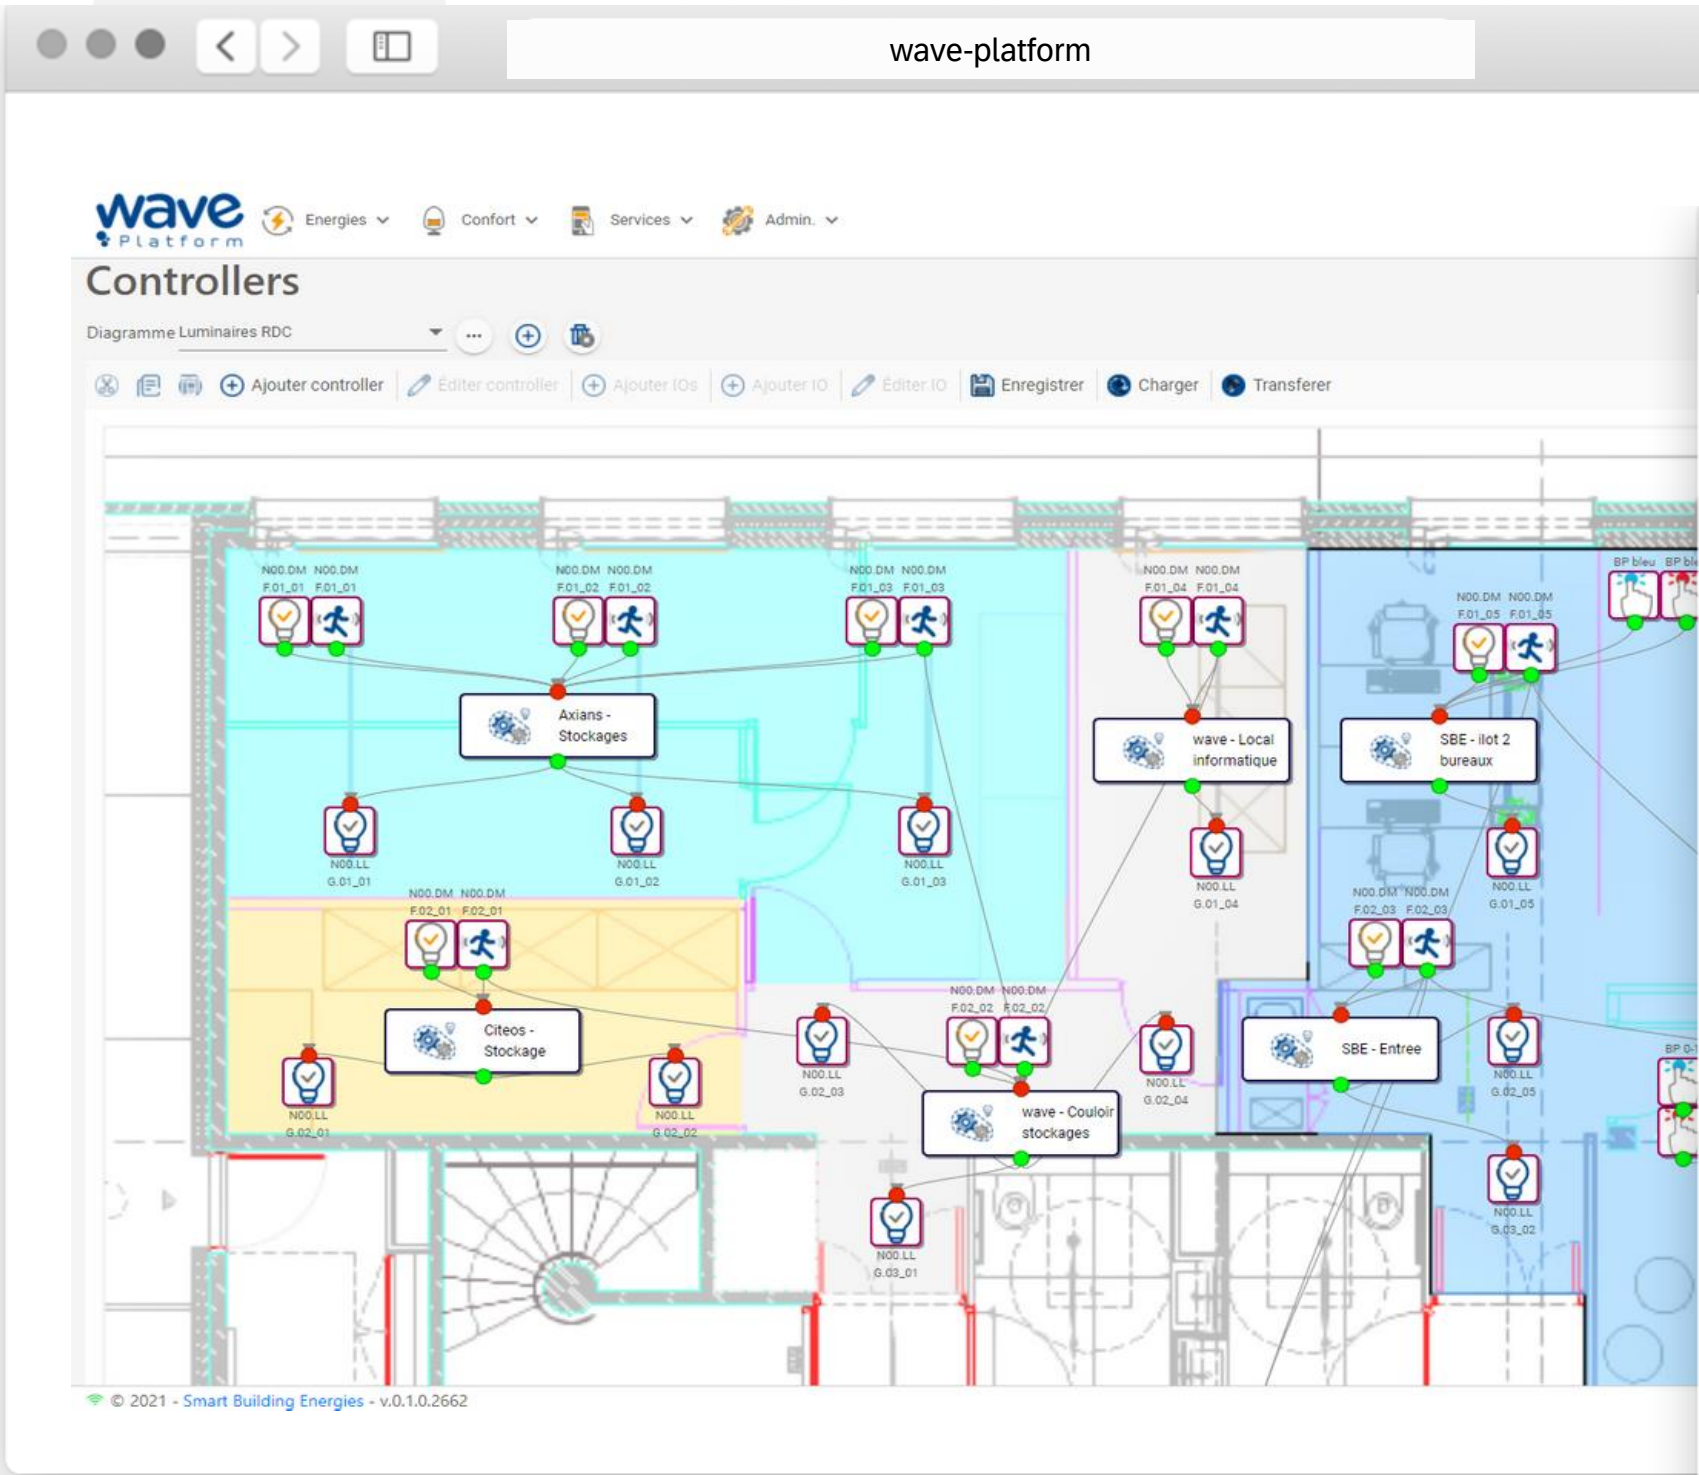 wave-platform
wave
Platform
Energies
Confort
Services
Admin.
Controllers
Diagramme Luminaires RDC
Ajouter controller
Éditer controller
Ajouter IOs
Ajouter IO
Éditer IO
Enregistrer
Charger
Transferer
N00.DM N00.DM
F.01_01 F.01_01
N00.DM N00.DM
F.01_02 F.01_02
N00.DM N00.DM
F.01_03 F.01_03
N00.DM N00.DM
F.01_04 F.01_04
BP bleu
N00.DM N00.DM
F.01_05 F.01_05
Axians -
Stockages
wave - Local
informatique
SBE - ilot 2
bureaux
N00.LL
G.01_01
N00.LL
G.01_02
N00.LL
G.01_03
N00.LL
G.01_04
N00.LL
G.01_05
N00.DM N00.DM
F.02_01 F.02_01
N00.DM N00.DM
F.02_03 F.02_03
N00.DM N00.DM
F.02_02 F.02_02
Citeos -
Stockage
SBE - Entree
N00.LL
G.02_03
N00.LL
G.02_04
N00.LL
G.02_05
N00.LL
G.02_01
N00.LL
G.02_02
wave - Couloir
stockages
N00.LL
G.03_02
N00.LL
G.03_01
© 2021 - Smart Building Energies - v.0.1.0.2662